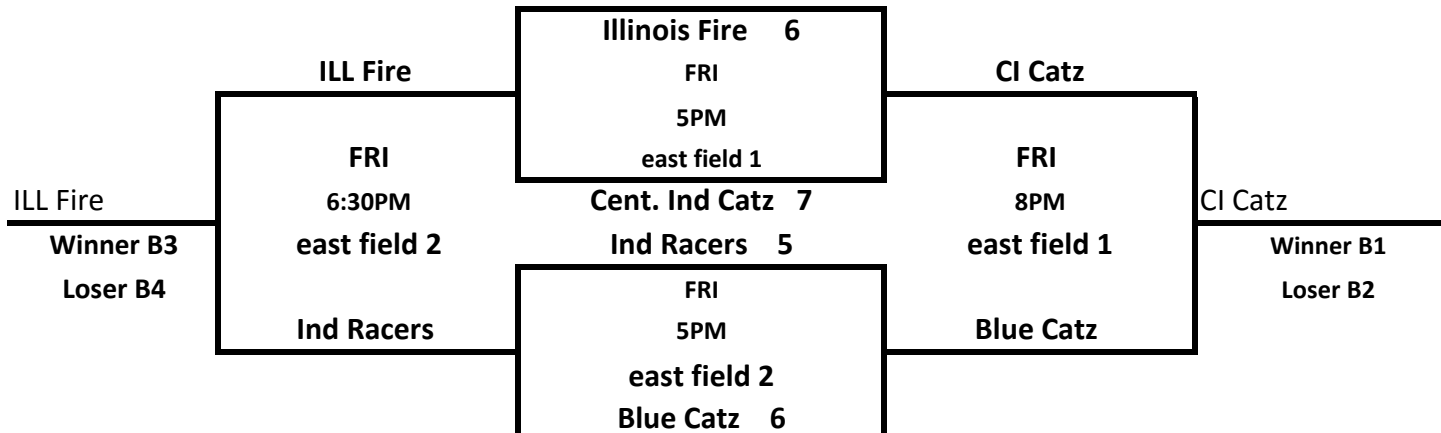 Illinois Fire 6
ILL Fire FRI CI Catz
5PM
FRI east field 1 FRI
ILL Fire 6:30PM Cent. Ind Catz 7 8PM CI Catz
Winner B3 east field 2 Ind Racers 5 east field 1 Winner B1
Loser B4 FRI Loser B2
Ind Racers 5PM Blue Catz
east field 2
Blue Catz 6